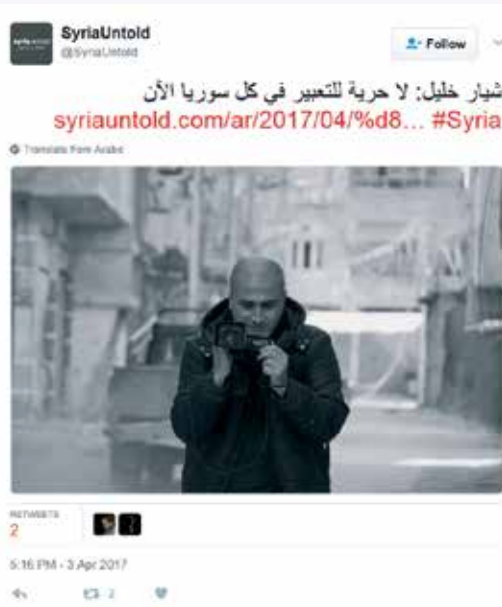 SyriaUntold
@SyriaUntold
Follow
شيار خليل: لا حرية للتعبير في كل سوريا الآن
syriauntold.com/ar/2017/04/%d8... #Syria
Translate from Arabic
RETWEETS
2
5:16 PM - 3 Apr 2017
2